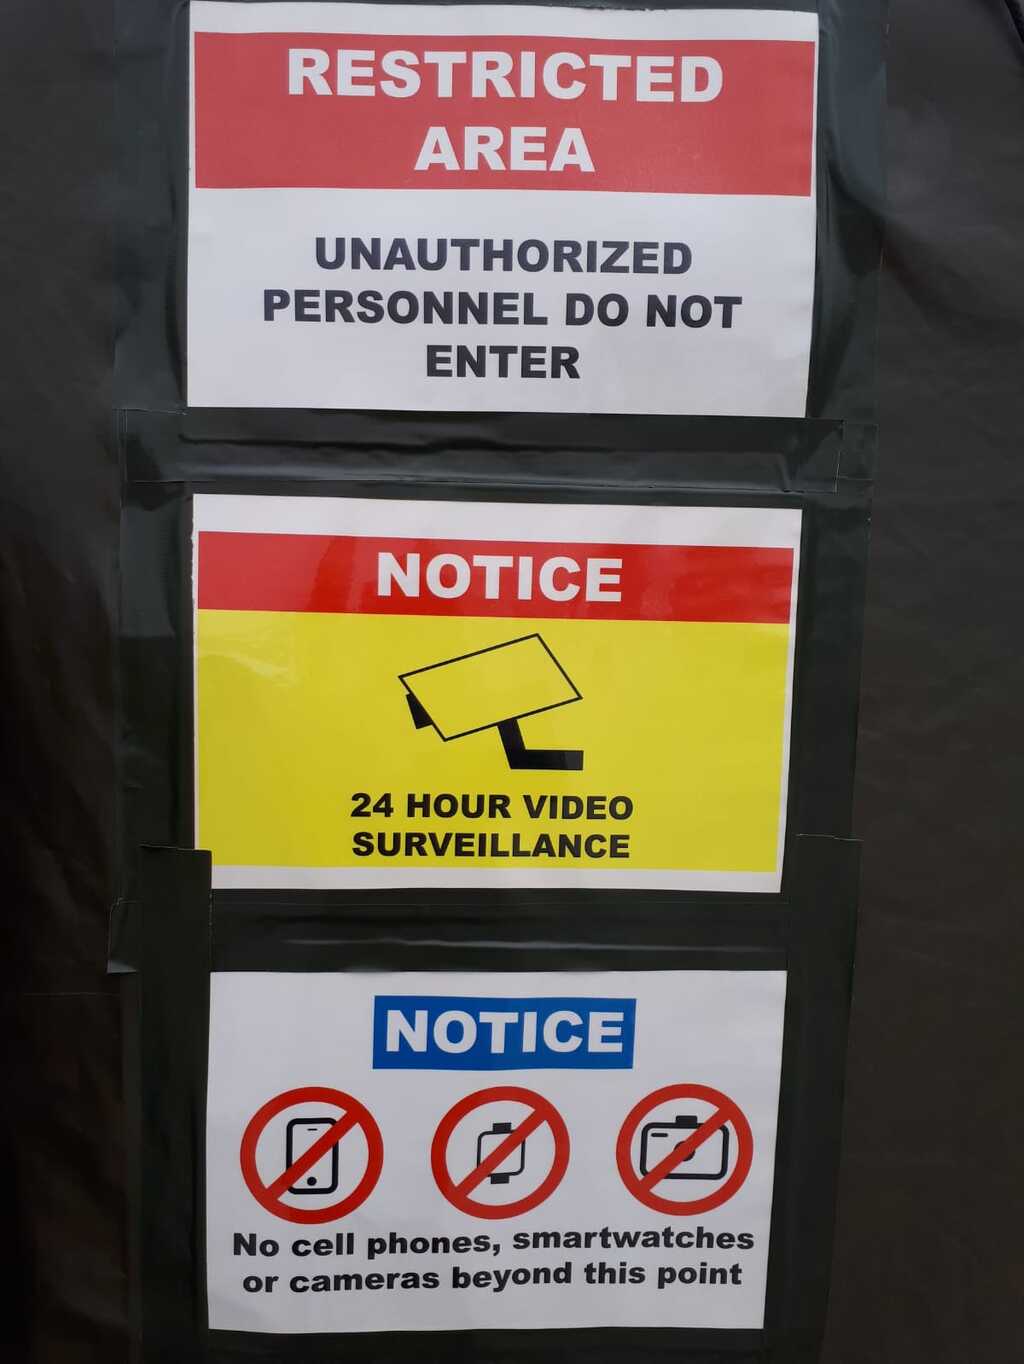 RESTRICTED
AREA
UNAUTHORIZED
PERSONNEL DO NOT
ENTER
NOTICE
24 HOUR VIDEO
SURVEILLANCE
NOTICE
No cell phones, smartwatches
or cameras beyond this point